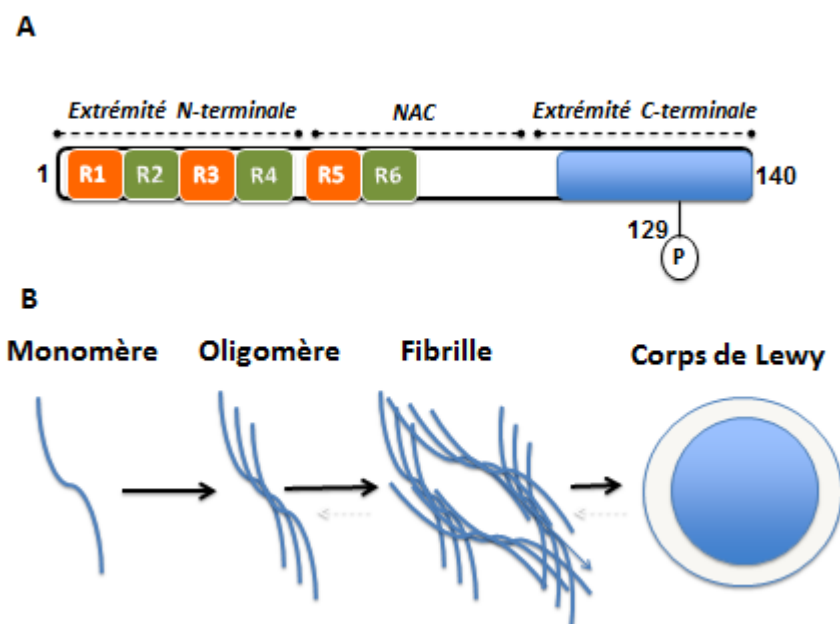 A
Extrémité N-terminale NAC Extrémité C-terminale
1 R1 R2 R3 R4 R5 R6 140
129
P
B
Monomère Oligomère Fibrille Corps de Lewy